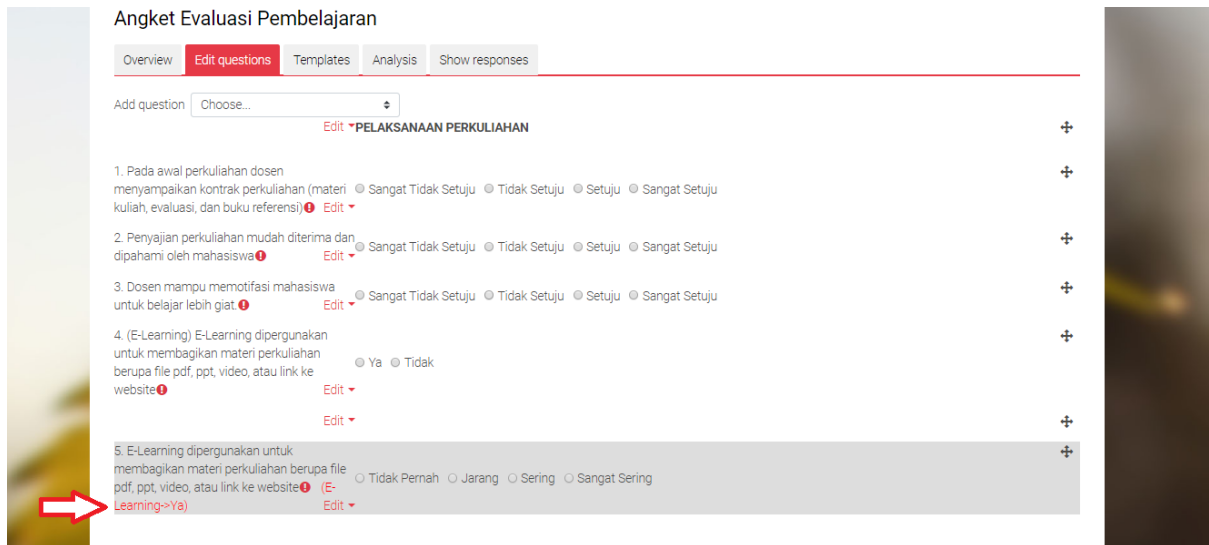 Angket Evaluasi Pembelajaran
Overview Edit questions Templates Analysis Show responses
Add question Choose...
Edit PELAKSANAAN PERKULIAHAN
1. Pada awal perkuliahan dosen
menyampaikan kontrak perkuliahan (materi
kuliah, evaluasi, dan buku referensi) Edit
Sangat Tidak Setuju Tidak Setuju Setuju Sangat Setuju
2. Penyajian perkuliahan mudah diterima dan
dipahami oleh mahasiswa Edit
Sangat Tidak Setuju Tidak Setuju Setuju Sangat Setuju
3. Dosen mampu memotifasi mahasiswa
untuk belajar lebih giat. Edit
Sangat Tidak Setuju Tidak Setuju Setuju Sangat Setuju
4. (E-Learning) E-Learning dipergunakan
untuk membagikan materi perkuliahan
berupa file pdf, ppt, video, atau link ke
website Edit
Ya Tidak
Edit
5. E-Learning dipergunakan untuk
membagikan materi perkuliahan berupa file
pdf, ppt, video, atau link ke website (E-
Learning->Ya) Edit
Tidak Pernah Jarang Sering Sangat Sering